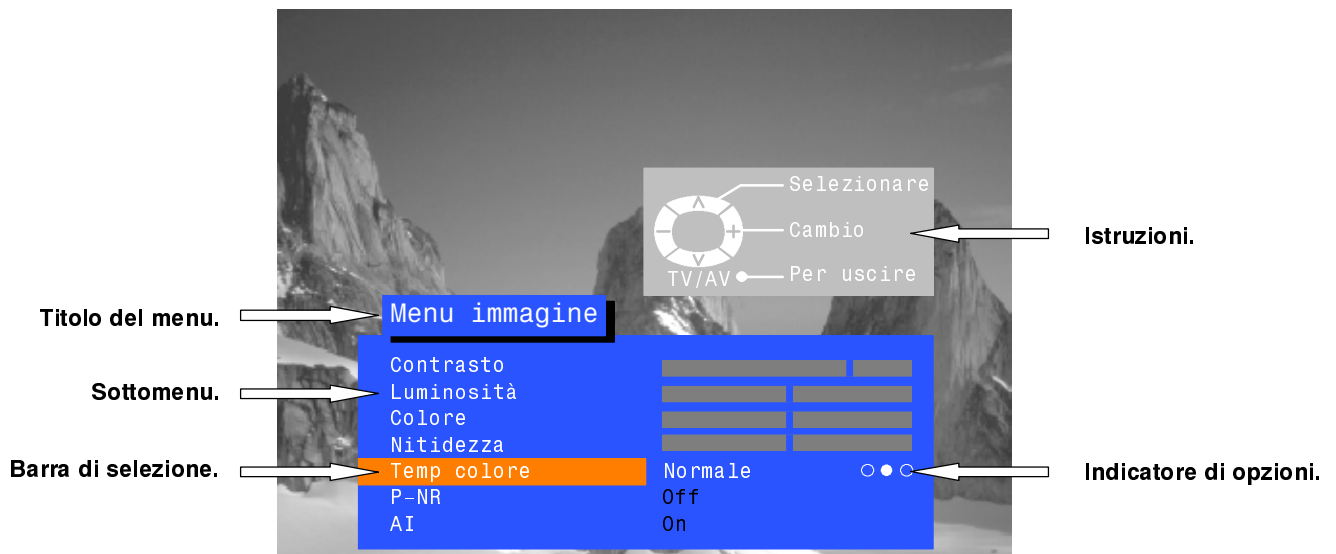 Selezionare
Cambio
TV/AV
Per uscire
Istruzioni.
Titolo del menu.
Menu immagine
Contrasto
Sottomenu.
Luminosità
Colore
Nitidezza
Barra di selezione.
Temp colore
Normale
Indicatore di opzioni.
P-NR
Off
AI
On